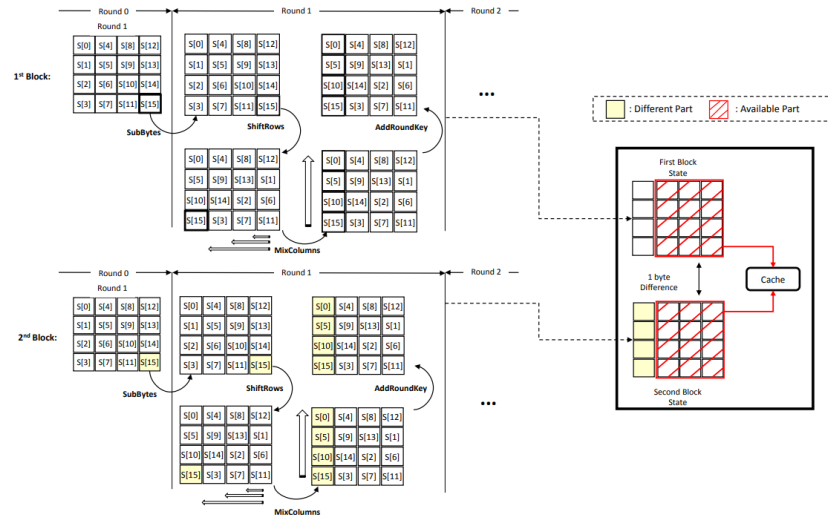 Round 0
Round 1
Round 2
Round 1
1st Block:
S[0] S[4] S[8] S[12]
S[1] S[5] S[9] S[13]
S[2] S[6] S[10] S[14]
S[3] S[7] S[11] S[15]
SubBytes
S[0] S[4] S[8] S[12]
S[1] S[5] S[9] S[13]
S[2] S[6] S[10] S[14]
S[3] S[7] S[11] S[15]
ShiftRows
S[0] S[4] S[8] S[12]
S[5] S[9] S[13] S[1]
S[10] S[14] S[2] S[6]
S[15] S[3] S[7] S[11]
MixColumns
S[0] S[4] S[8] S[12]
S[5] S[9] S[13] S[1]
S[10] S[14] S[2] S[6]
S[15] S[3] S[7] S[11]
AddRoundKey
S[0] S[4] S[8] S[12]
S[5] S[9] S[13] S[1]
S[10] S[14] S[2] S[6]
S[15] S[3] S[7] S[11]
...
Round 0
Round 1
Round 2
Round 1
2nd Block:
S[0] S[4] S[8] S[12]
S[1] S[5] S[9] S[13]
S[2] S[6] S[10] S[14]
S[3] S[7] S[11] S[15]
SubBytes
S[0] S[4] S[8] S[12]
S[1] S[5] S[9] S[13]
S[2] S[6] S[10] S[14]
S[3] S[7] S[11] S[15]
ShiftRows
S[0] S[4] S[8] S[12]
S[5] S[9] S[13] S[1]
S[10] S[14] S[2] S[6]
S[15] S[3] S[7] S[11]
MixColumns
S[0] S[4] S[8] S[12]
S[5] S[9] S[13] S[1]
S[10] S[14] S[2] S[6]
S[15] S[3] S[7] S[11]
AddRoundKey
S[0] S[4] S[8] S[12]
S[5] S[9] S[13] S[1]
S[10] S[14] S[2] S[6]
S[15] S[3] S[7] S[11]
...
: Different Part
: Available Part
First Block
State
1 byte
Difference
Cache
Second Block
State